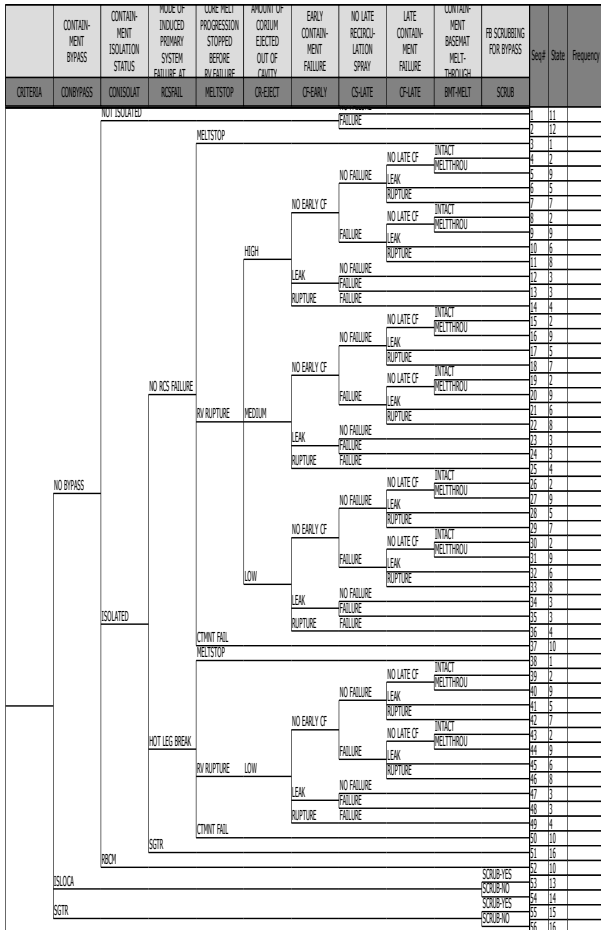 CONTAIN-
MENT
BYPASS
CONTAIN-
MENT
ISOLATION
STATUS
MODE OF
INDUCED
PRIMARY
SYSTEM
FAILURE AT
CORE MELT
PROGRESSION
STOPPED
BEFORE
RV FAILURE
AMOUNT OF
CORIUM
EJECTED
OUT OF
CAVITY
EARLY
CONTAIN-
MENT
FAILURE
NO LATE
RECIRCU-
LATION
SPRAY
LATE
CONTAIN-
MENT
FAILURE
CONTAIN-
MENT
BASEMAT
MELT-
THROUGH
FB SCRUBBING
FOR BYPASS
Seq# State Frequency
CRITERIA CONBYPASS CONISOLAT RCSFAIL MELTSTOP CR-EJECT CF-EARLY CS-LATE CF-LATE BMT-MELT SCRUB
NOT ISOLATED
FAILURE 1 11
2 12
MELTSTOP 3 1
INTACT 4 2
NO LATE CF MELTTHROU 5 9
NO FAILURE LEAK 6 5
RUPTURE 7 7
NO EARLY CF INTACT 8 2
NO LATE CF MELTTHROU 9 9
FAILURE LEAK 10 6
HIGH RUPTURE 11 8
LEAK NO FAILURE 12 3
FAILURE 13 3
RUPTURE FAILURE 14 4
INTACT 15 2
NO LATE CF MELTTHROU 16 9
NO FAILURE LEAK 17 5
RUPTURE 18 7
NO EARLY CF INTACT 19 2
NO LATE CF MELTTHROU 20 9
NO RCS FAILURE FAILURE LEAK 21 6
RV RUPTURE MEDIUM RUPTURE 22 8
LEAK NO FAILURE 23 3
FAILURE 24 3
RUPTURE FAILURE 25 4
NO BYPASS INTACT 26 2
NO LATE CF MELTTHROU 27 9
NO FAILURE LEAK 28 5
RUPTURE 29 7
NO EARLY CF INTACT 30 2
NO LATE CF MELTTHROU 31 9
FAILURE LEAK 32 6
LOW RUPTURE 33 8
LEAK NO FAILURE 34 3
FAILURE 35 3
ISOLATED RUPTURE FAILURE 36 4
CTMNT FAIL 37 10
MELTSTOP 38 1
INTACT 39 2
NO LATE CF MELTTHROU 40 9
NO FAILURE LEAK 41 5
RUPTURE 42 7
NO EARLY CF INTACT 43 2
HOT LEG BREAK NO LATE CF MELTTHROU 44 9
FAILURE LEAK 45 6
RV RUPTURE LOW RUPTURE 46 8
LEAK NO FAILURE 47 3
FAILURE 48 3
RUPTURE FAILURE 49 4
CTMNT FAIL 50 10
SGTR 51 16
RBCM 52 10
SCRUB-YES 53 13
ISLOCA SCRUB-NO 54 14
SCRUB-YES 55 15
SGTR SCRUB-NO 56 16